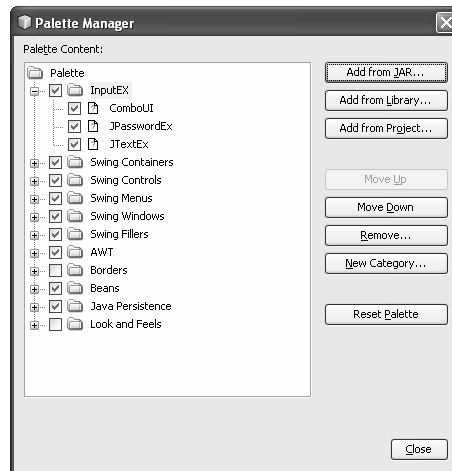 Palette Manager
Palette Content:
Palette
InputEX
ComboUI
JPasswordEx
JTextEx
Swing Containers
Swing Controls
Swing Menus
Swing Windows
Swing Fillers
AWT
Borders
Beans
Java Persistence
Look and Feels
Add from JAR...
Add from Library...
Add from Project...
Move Up
Move Down
Remove...
New Category...
Reset Palette
Close